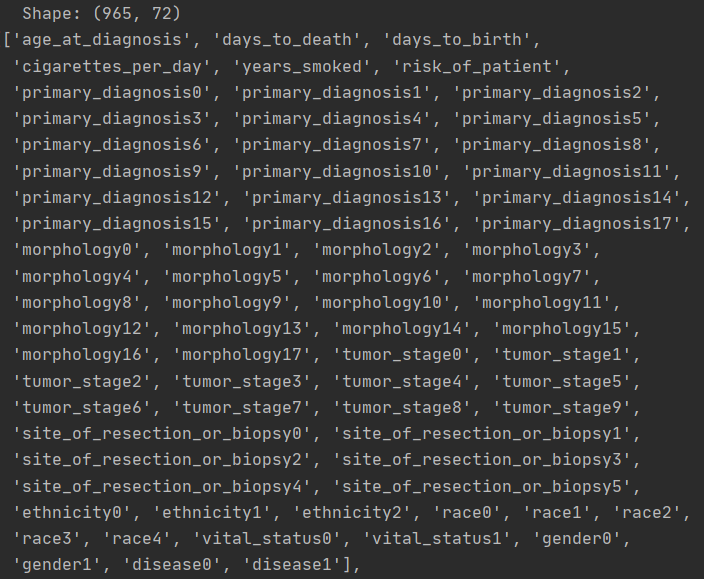 Shape: (965, 72)
['age_at_diagnosis', 'days_to_death', 'days_to_birth',
'cigarettes_per_day', 'years_smoked', 'risk_of_patient',
'primary_diagnosis0', 'primary_diagnosis1', 'primary_diagnosis2',
'primary_diagnosis3', 'primary_diagnosis4', 'primary_diagnosis5',
'primary_diagnosis6', 'primary_diagnosis7', 'primary_diagnosis8',
'primary_diagnosis9', 'primary_diagnosis10', 'primary_diagnosis11',
'primary_diagnosis12', 'primary_diagnosis13', 'primary_diagnosis14',
'primary_diagnosis15', 'primary_diagnosis16', 'primary_diagnosis17',
'morphology0', 'morphology1', 'morphology2', 'morphology3',
'morphology4', 'morphology5', 'morphology6', 'morphology7',
'morphology8', 'morphology9', 'morphology10', 'morphology11',
'morphology12', 'morphology13', 'morphology14', 'morphology15',
'morphology16', 'morphology17', 'tumor_stage0', 'tumor_stage1',
'tumor_stage2', 'tumor_stage3', 'tumor_stage4', 'tumor_stage5',
'tumor_stage6', 'tumor_stage7', 'tumor_stage8', 'tumor_stage9',
'site_of_resection_or_biopsy0', 'site_of_resection_or_biopsy1',
'site_of_resection_or_biopsy2', 'site_of_resection_or_biopsy3',
'site_of_resection_or_biopsy4', 'site_of_resection_or_biopsy5',
'ethnicity0', 'ethnicity1', 'ethnicity2', 'race0', 'race1', 'race2',
'race3', 'race4', 'vital_status0', 'vital_status1', 'gender0',
'gender1', 'disease0', 'disease1'],